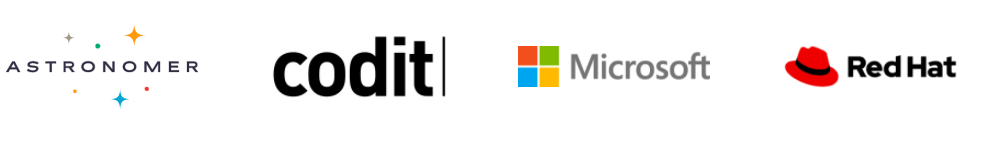 ASTRONOMER
codit
Microsoft
Red Hat